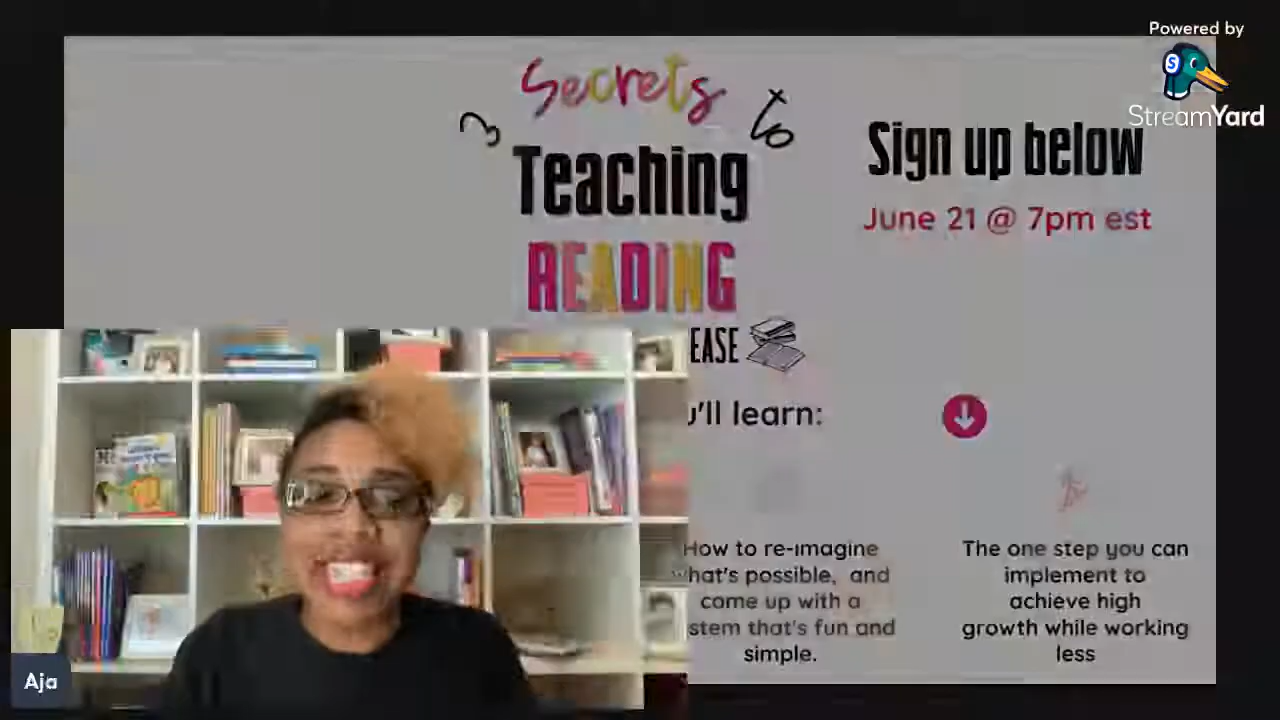 Powered by
StreamYard
3 Secrets to
Teaching
READING
EASE
Sign up below
June 21 @ 7pm est
'll learn:
How to re-imagine
what's possible, and
come up with a
stem that's fun and
simple.
The one step you can
implement to
achieve high
growth while working
less
Aja